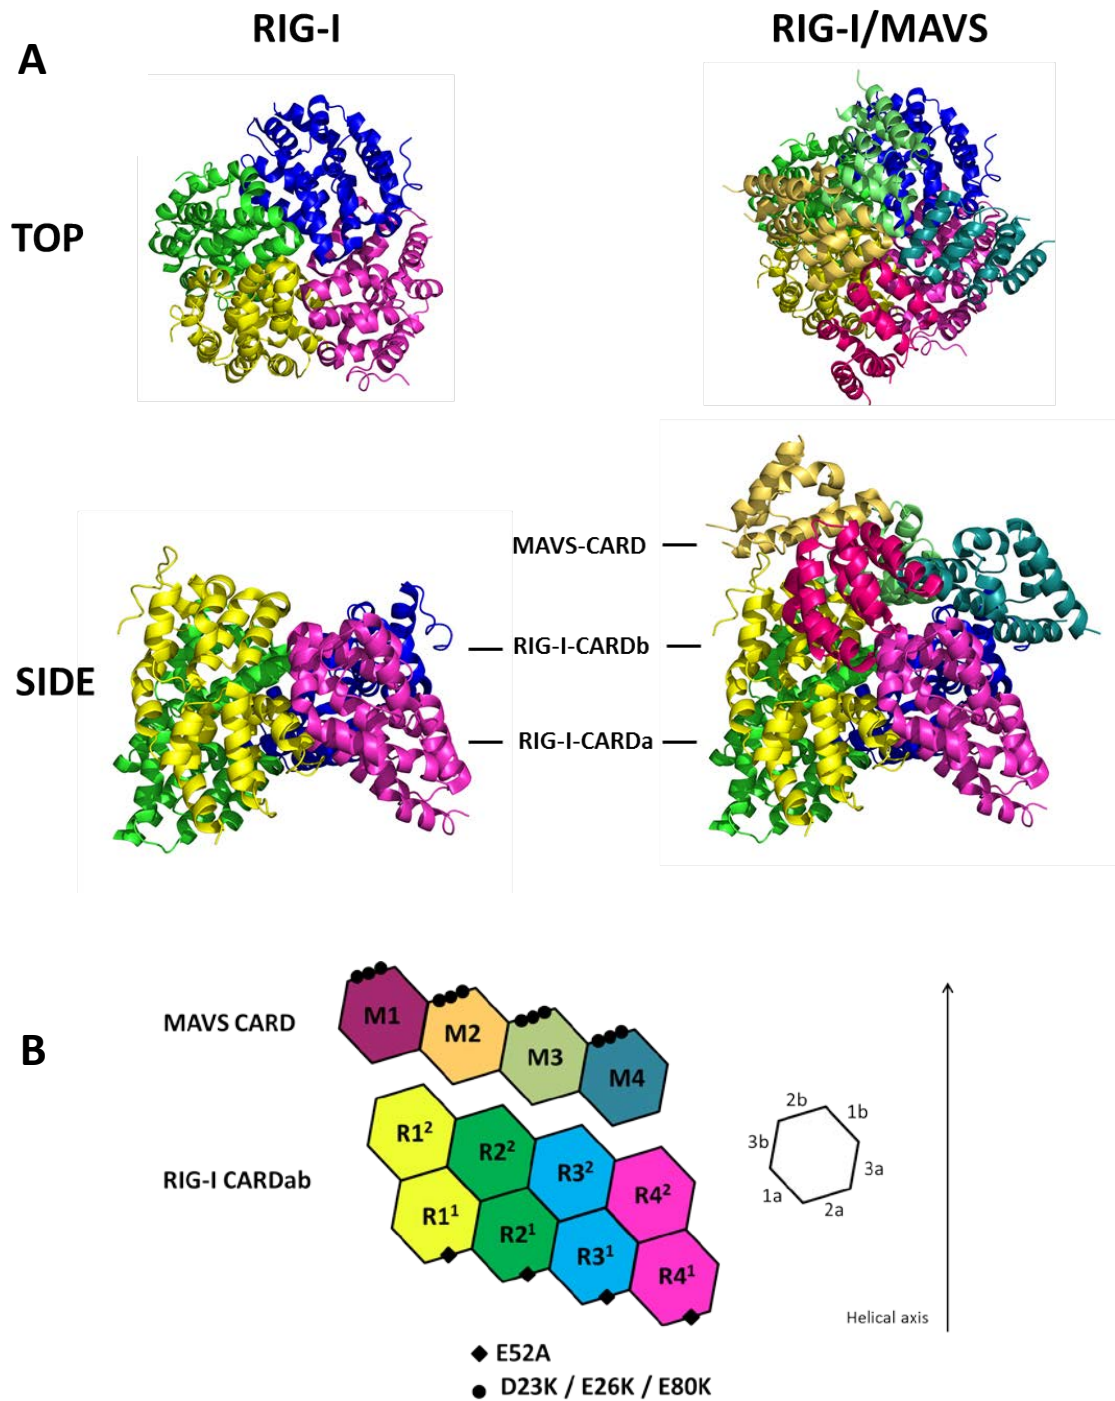 RIG-I
RIG-I/MAVS
A
TOP
MAVS-CARD
RIG-I-CARDb
SIDE
RIG-I-CARDa
B
MAVS CARD
M1
M2
M3
M4
RIG-I CARDab
R1²
R2²
R3²
R4²
R1¹
R2¹
R3¹
R4¹
2b
1b
3b
3a
1a
2a
Helical axis
E52A
D23K / E26K / E80K